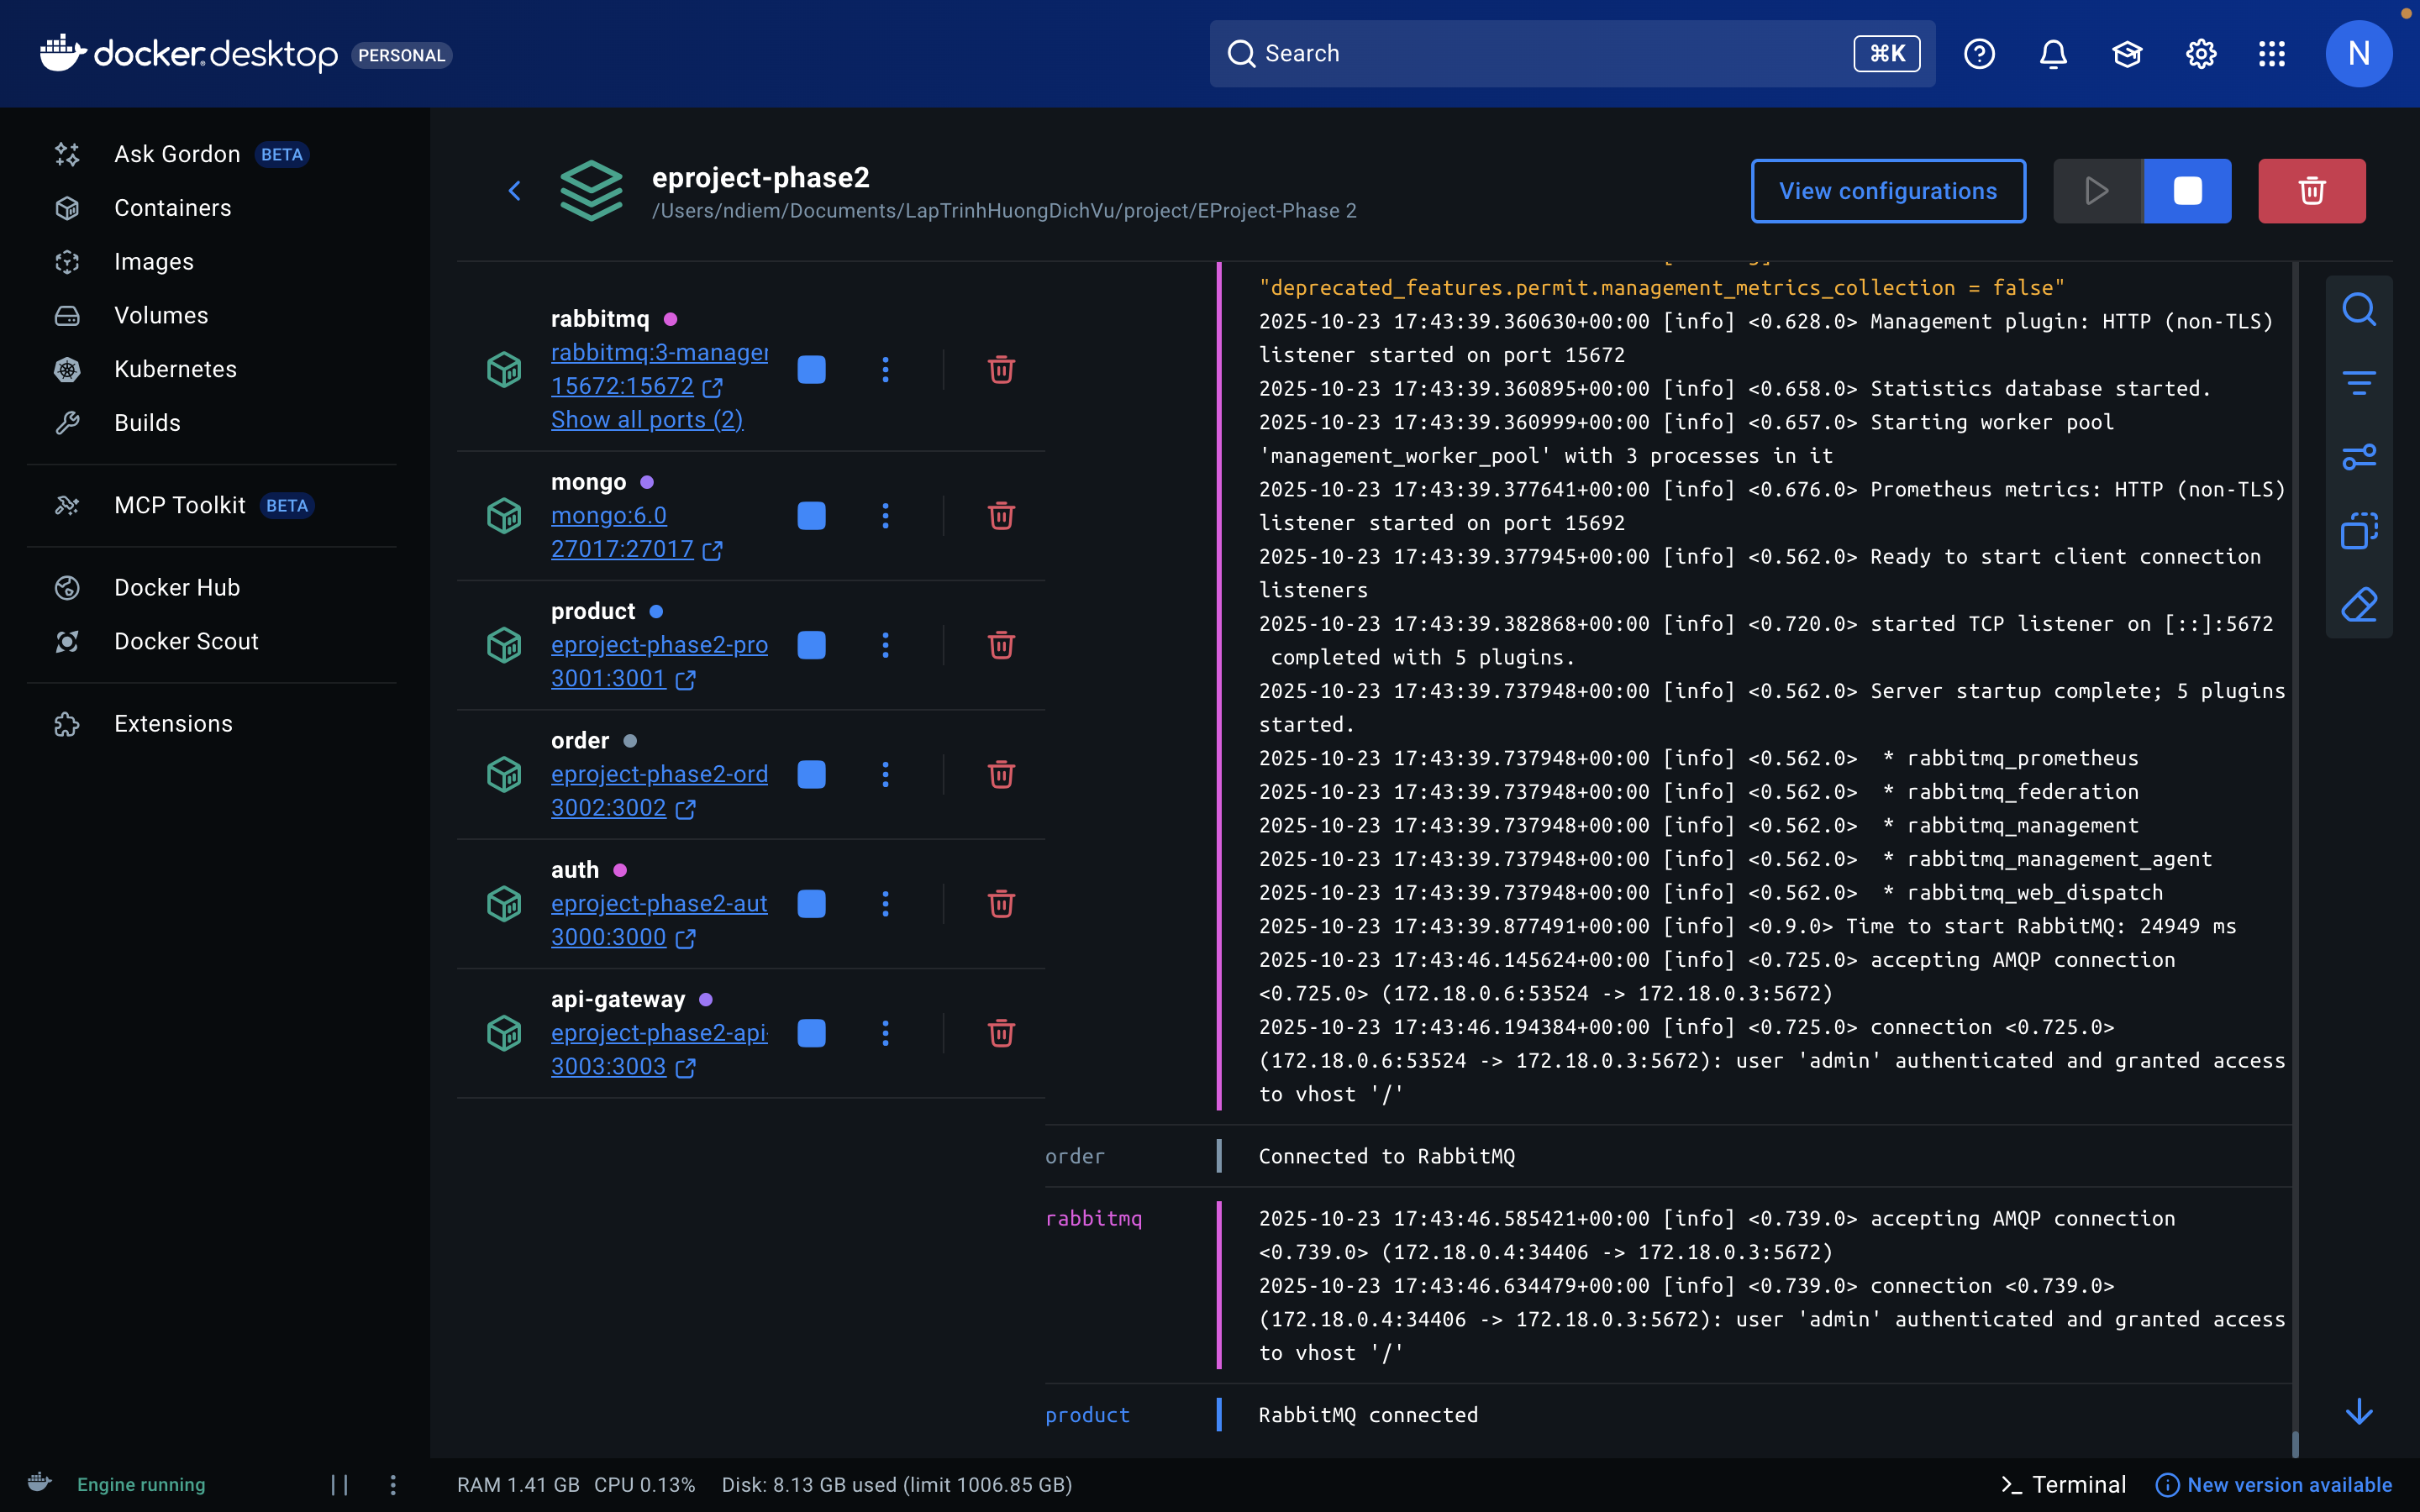 docker.desktop PERSONAL
Search
⌘K
N
Ask Gordon BETA
Containers
Images
Volumes
Kubernetes
Builds
MCP Toolkit BETA
Docker Hub
Docker Scout
Extensions
eproject-phase2
/Users/ndiem/Documents/LapTrinhHuongDichVu/project/EProject-Phase 2
View configurations
rabbitmq
rabbitmq:3-manager
15672:15672
Show all ports (2)
mongo
mongo:6.0
27017:27017
product
eproject-phase2-pro
3001:3001
order
eproject-phase2-ord
3002:3002
auth
eproject-phase2-aut
3000:3000
api-gateway
eproject-phase2-api-
3003:3003
"deprecated_features.permit.management_metrics_collection = false"
2025-10-23 17:43:39.360630+00:00 [info] <0.628.0> Management plugin: HTTP (non-TLS)
listener started on port 15672
2025-10-23 17:43:39.360895+00:00 [info] <0.658.0> Statistics database started.
2025-10-23 17:43:39.360999+00:00 [info] <0.657.0> Starting worker pool
'management_worker_pool' with 3 processes in it
2025-10-23 17:43:39.377641+00:00 [info] <0.676.0> Prometheus metrics: HTTP (non-TLS)
listener started on port 15692
2025-10-23 17:43:39.377945+00:00 [info] <0.562.0> Ready to start client connection
listeners
2025-10-23 17:43:39.382868+00:00 [info] <0.720.0> started TCP listener on [::]:5672
completed with 5 plugins.
2025-10-23 17:43:39.737948+00:00 [info] <0.562.0> Server startup complete; 5 plugins
started.
2025-10-23 17:43:39.737948+00:00 [info] <0.562.0>  * rabbitmq_prometheus
2025-10-23 17:43:39.737948+00:00 [info] <0.562.0>  * rabbitmq_federation
2025-10-23 17:43:39.737948+00:00 [info] <0.562.0>  * rabbitmq_management
2025-10-23 17:43:39.737948+00:00 [info] <0.562.0>  * rabbitmq_management_agent
2025-10-23 17:43:39.737948+00:00 [info] <0.562.0>  * rabbitmq_web_dispatch
2025-10-23 17:43:39.877491+00:00 [info] <0.9.0> Time to start RabbitMQ: 24949 ms
2025-10-23 17:43:46.145624+00:00 [info] <0.725.0> accepting AMQP connection
<0.725.0> (172.18.0.6:53524 -> 172.18.0.3:5672)
2025-10-23 17:43:46.194384+00:00 [info] <0.725.0> connection <0.725.0>
(172.18.0.6:53524 -> 172.18.0.3:5672): user 'admin' authenticated and granted access
to vhost '/'
order Connected to RabbitMQ
rabbitmq 2025-10-23 17:43:46.585421+00:00 [info] <0.739.0> accepting AMQP connection
<0.739.0> (172.18.0.4:34406 -> 172.18.0.3:5672)
2025-10-23 17:43:46.634479+00:00 [info] <0.739.0> connection <0.739.0>
(172.18.0.4:34406 -> 172.18.0.3:5672): user 'admin' authenticated and granted access
to vhost '/'
product RabbitMQ connected
Engine running
RAM 1.41 GB CPU 0.13% Disk: 8.13 GB used (limit 1006.85 GB)
Terminal
New version available